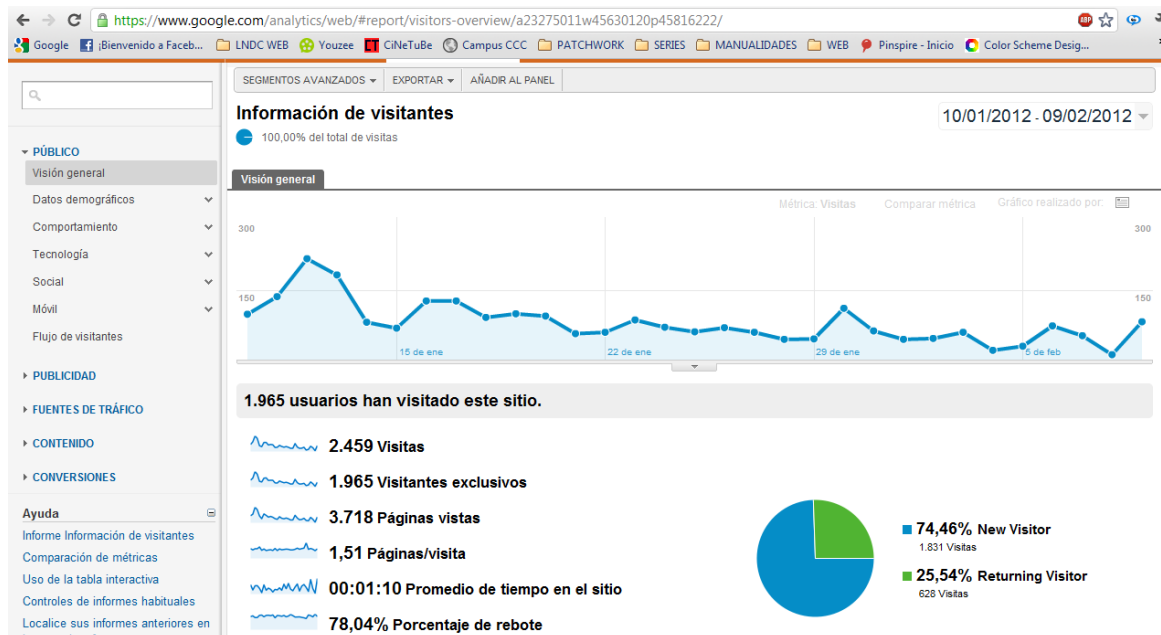 https://www.google.com/analytics/web/#report/visitors-overview/a23275011w45630120p45816222/
ABP
Google ¡Bienvenido a Faceb... LNDC WEB Youzee CiNeTuBe Campus CCC PATCHWORK SERIES MANUALIDADES WEB Pinspire - Inicio Color Scheme Desig...
SEGMENTOS AVANZADOS EXPORTAR AÑADIR AL PANEL
Información de visitantes
10/01/2012 - 09/02/2012
100,00% del total de visitas
PÚBLICO
Visión general
Datos demográficos
Comportamiento
Tecnología
Social
Móvil
Flujo de visitantes
PUBLICIDAD
FUENTES DE TRÁFICO
CONTENIDO
CONVERSIONES
Ayuda
Informe Información de visitantes
Comparación de métricas
Uso de la tabla interactiva
Controles de informes habituales
Localice sus informes anteriores en
Visión general
Métrica: Visitas Comparar métrica Gráfico realizado por:
300 300
150 150
15 de ene 22 de ene 29 de ene 5 de feb
1.965 usuarios han visitado este sitio.
2.459 Visitas
1.965 Visitantes exclusivos
3.718 Páginas vistas
1,51 Páginas/visita
00:01:10 Promedio de tiempo en el sitio
78,04% Porcentaje de rebote
74,46% New Visitor
1.831 Visitas
25,54% Returning Visitor
628 Visitas